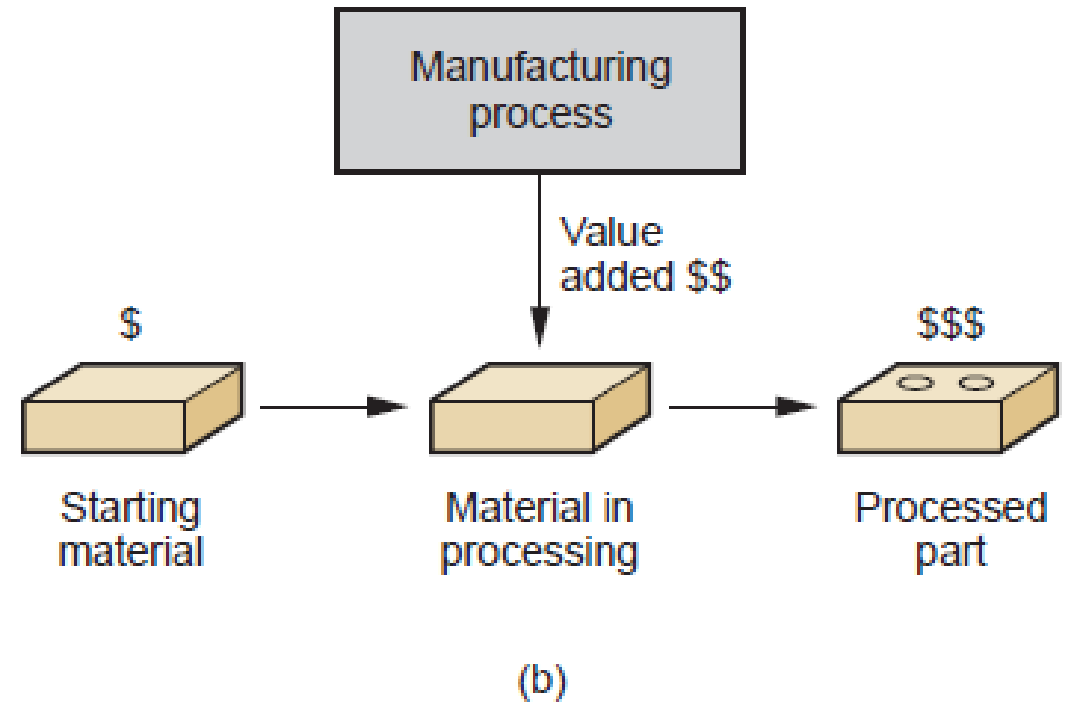 Manufacturing
process
Value
added $$
$
$$$
Starting
material
Material in
processing
Processed
part
(b)